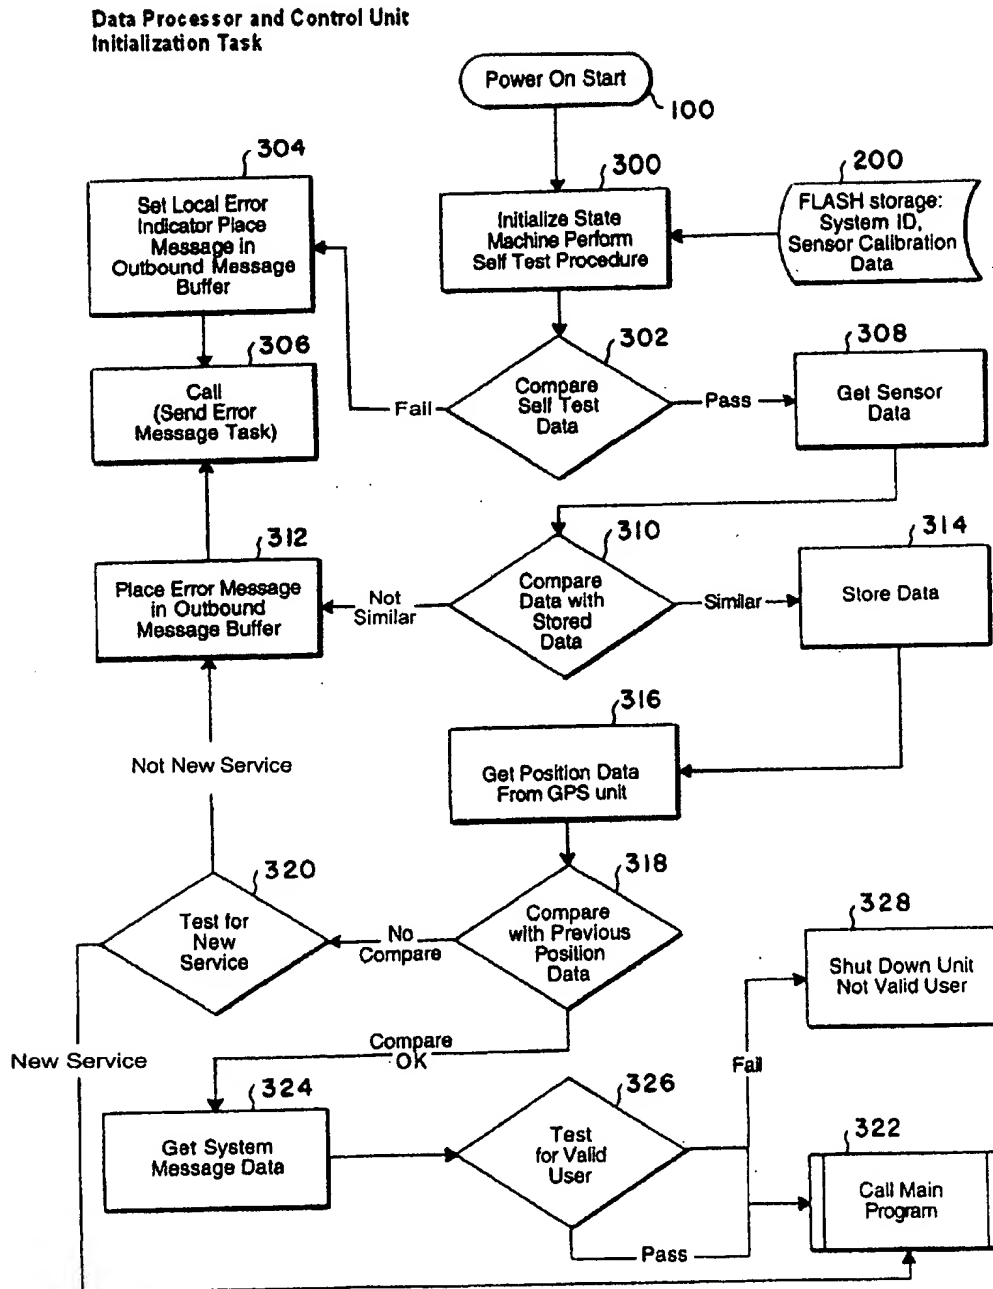 Data Processor and Control Unit
Initialization Task
Power On Start
100
304
Set Local Error
Indicator Place
Message in
Outbound Message
Buffer
300
Initialize State
Machine Perform
Self Test Procedure
200
FLASH storage:
System ID,
Sensor Calibration
Data
306
Call
(Send Error
Message Task)
Fail
302
Compare
Self Test
Data
Pass
308
Get Sensor
Data
312
Place Error Message
in Outbound
Message Buffer
Not
Similar
310
Compare
Data with
Stored
Data
Similar
314
Store Data
316
Get Position Data
From GPS unit
Not New Service
320
Test for
New
Service
No
Compare
318
Compare
with Previous
Position
Data
328
Shut Down Unit
Not Valid User
New Service
Compare
OK
Fail
324
Get System
Message Data
326
Test
for Valid
User
Pass
322
Call Main
Program